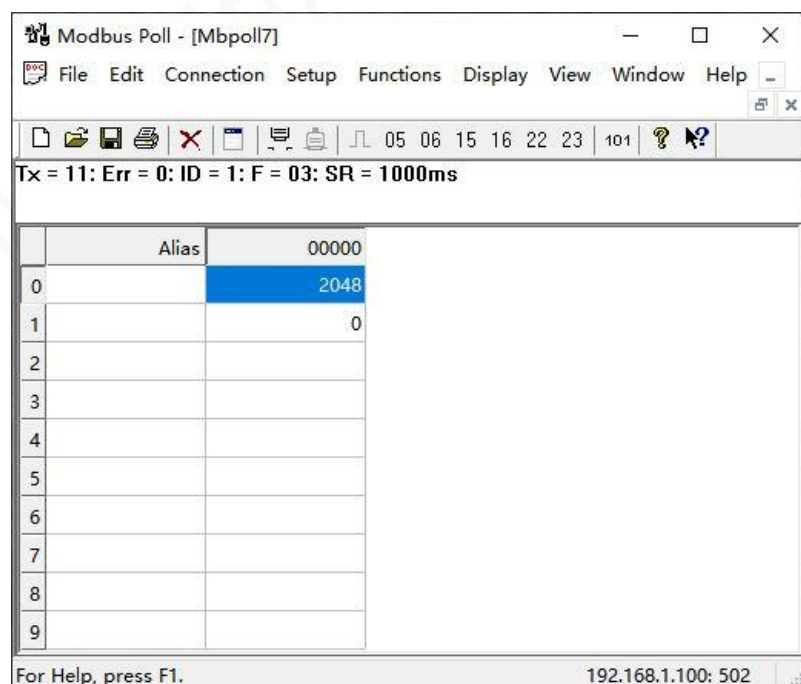 Modbus Poll - [Mbpoll7]
File Edit Connection Setup Functions Display View Window Help
05 06 15 16 22 23 101
Tx = 11: Err = 0: ID = 1: F = 03: SR = 1000ms
Alias 00000
0 2048
1 0
2
3
4
5
6
7
8
9
For Help, press F1. 192.168.1.100: 502